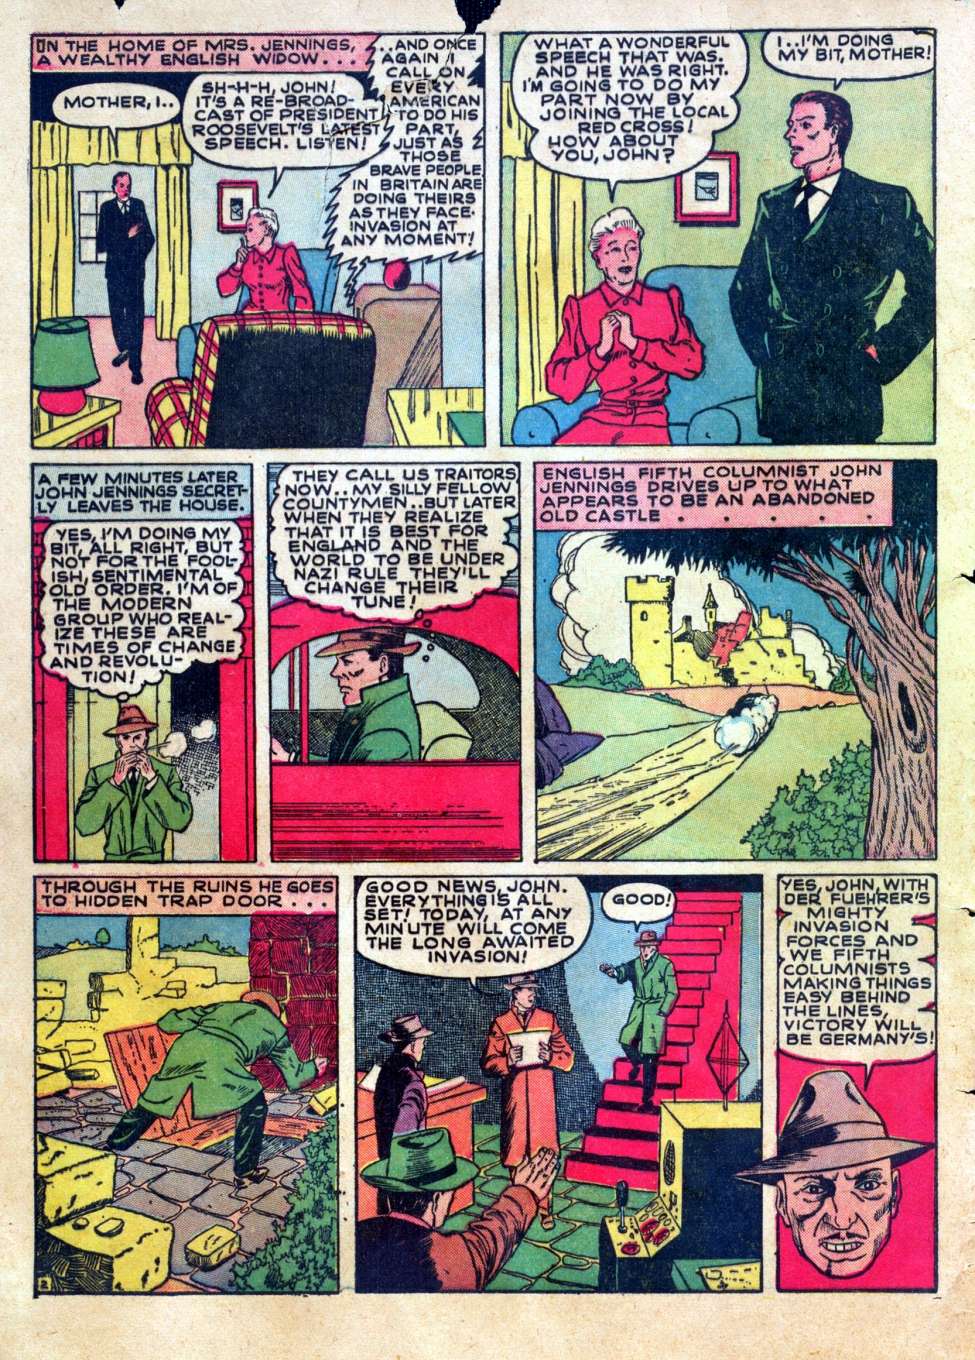 IN THE HOME OF MRS. JENNINGS,
A WEALTHY ENGLISH WIDOW...
MOTHER, I..
SH-H-H, JOHN!
IT'S A RE-BROAD-
CAST OF PRESIDENT
ROOSEVELT'S LATEST
SPEECH. LISTEN!
...AND ONCE
AGAIN I
CALL ON
EVERY
AMERICAN
TO DO HIS
PART,
JUST AS
THOSE
BRAVE PEOPLE
IN BRITAIN ARE
DOING THEIRS
AS THEY FACE
INVASION AT
ANY MOMENT!
WHAT A WONDERFUL
SPEECH THAT WAS.
AND HE WAS RIGHT.
I'M GOING TO DO MY
PART NOW BY
JOINING THE LOCAL
RED CROSS!
HOW ABOUT
YOU, JOHN?
I..I'M DOING
MY BIT, MOTHER!
A FEW MINUTES LATER
JOHN JENNINGS SECRET-
LY LEAVES THE HOUSE.
YES, I'M DOING MY
BIT, ALL RIGHT, BUT
NOT FOR THE FOOL-
ISH, SENTIMENTAL
OLD ORDER. I'M OF
THE MODERN
GROUP WHO REAL-
IZE THESE ARE
TIMES OF CHANGE
AND REVOLU-
TION!
THEY CALL US TRAITORS
NOW..MY SILLY FELLOW
COUNTYMEN..BUT LATER
WHEN THEY REALIZE
THAT IT IS BEST FOR
ENGLAND AND THE
WORLD TO BE UNDER
NAZI RULE THEY'LL
CHANGE THEIR
TUNE!
ENGLISH FIFTH COLUMNIST JOHN
JENNINGS DRIVES UP TO WHAT
APPEARS TO BE AN ABANDONED
OLD CASTLE . . . . . .
THROUGH THE RUINS HE GOES
TO HIDDEN TRAP DOOR...
GOOD NEWS, JOHN.
EVERYTHING IS ALL
SET! TODAY, AT ANY
MINUTE WILL COME
THE LONG AWAITED
INVASION!
GOOD!
YES, JOHN, WITH
DER FUEHRER'S
MIGHTY
INVASION
FORCES AND
WE FIFTH
COLUMNISTS
MAKING THINGS
EASY BEHIND
THE LINES,
VICTORY WILL
BE GERMANY'S!
2